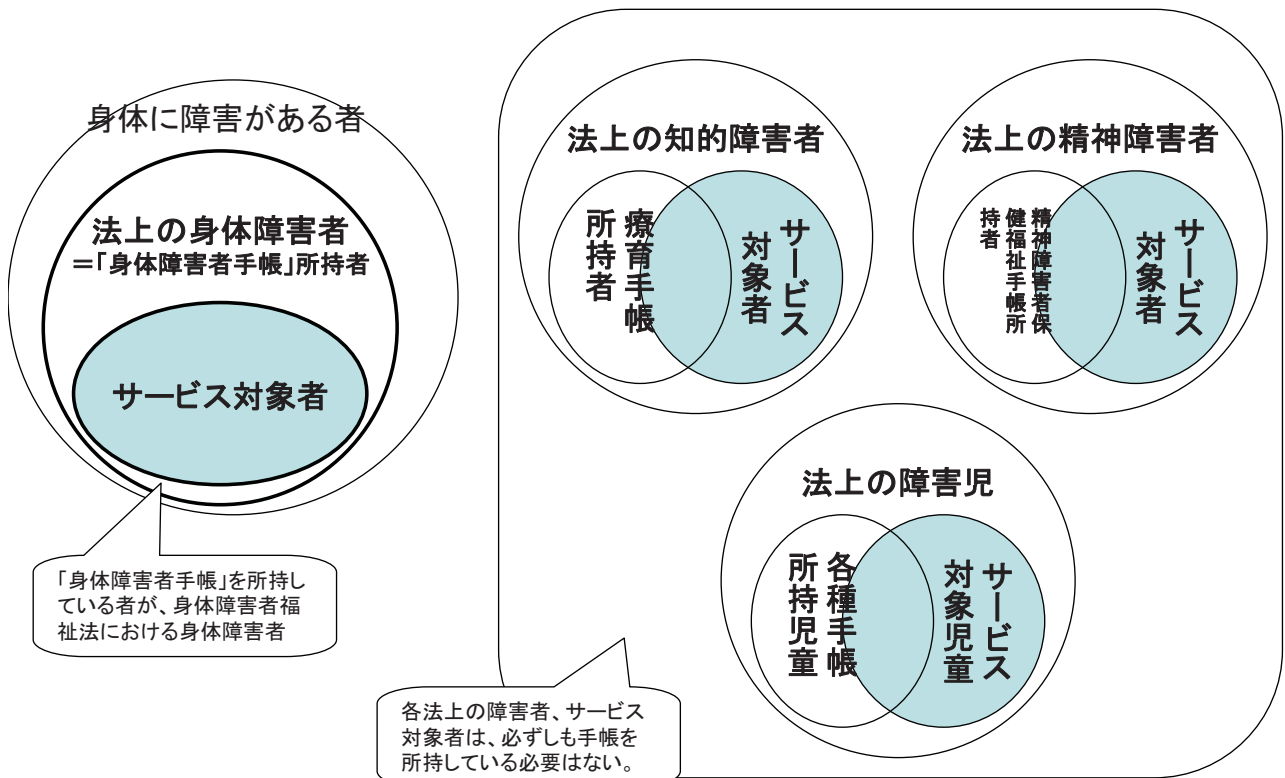 身体に障害がある者
法上の身体障害者
＝「身体障害者手帳」所持者
サービス対象者
「身体障害者手帳」を所持し
ている者が、身体障害者福
祉法における身体障害者
法上の知的障害者
療育手帳
所持者
サービス
対象者
法上の精神障害者
精神障害者保
健福祉手帳所
持者
サービス
対象者
法上の障害児
各種手帳
所持児童
サービス
対象児童
各法上の障害者、サービス
対象者は、必ずしも手帳を
所持している必要はない。